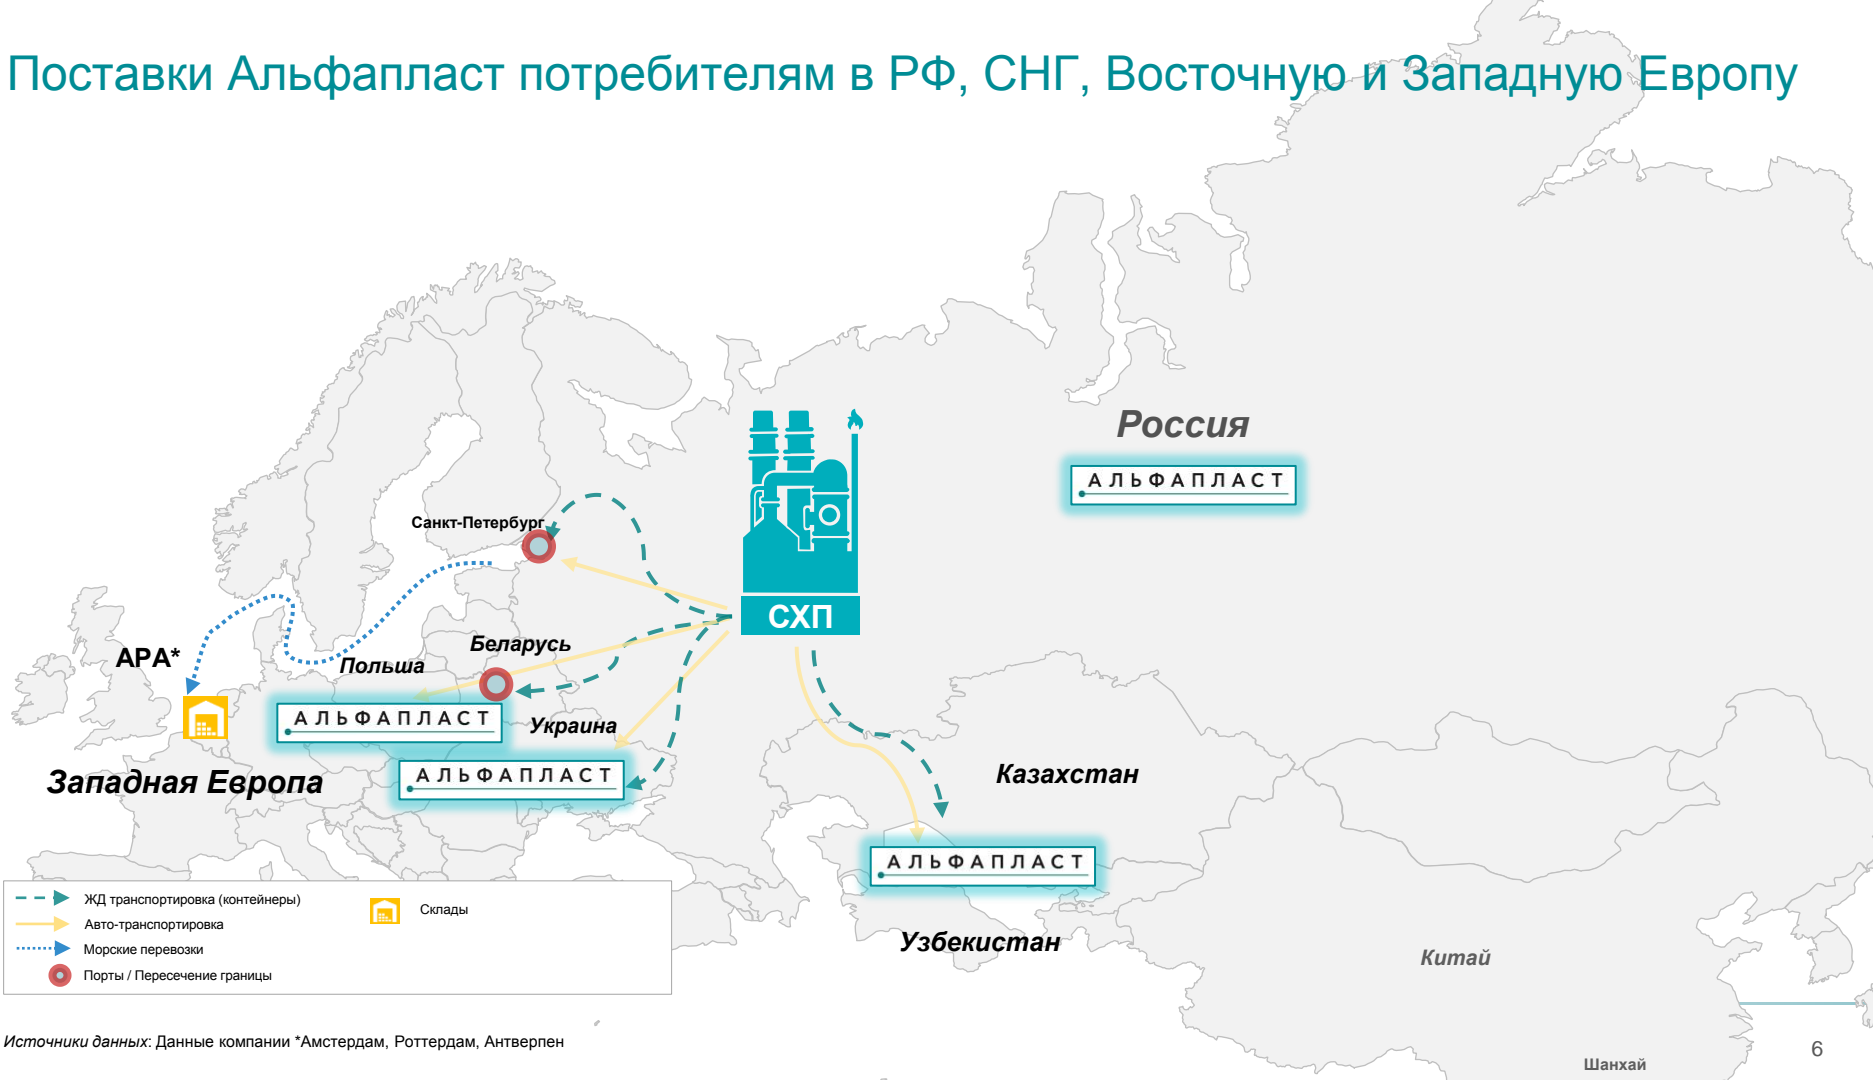 Поставки Альфапласт потребителям в РФ, СНГ, Восточную и Западную Европу
Россия
АЛЬФАПЛАСТ
Санкт-Петербург
СХП
Беларусь
АРА*
Польша
АЛЬФАПЛАСТ
Украина
Западная Европа
АЛЬФАПЛАСТ
Казахстан
АЛЬФАПЛАСТ
Узбекистан
Китай
Шанхай
ЖД транспортировка (контейнеры)
Авто-транспортировка
Морские перевозки
Порты / Пересечение границы
Склады
Источники данных: Данные компании *Амстердам, Роттердам, Антверпен
6